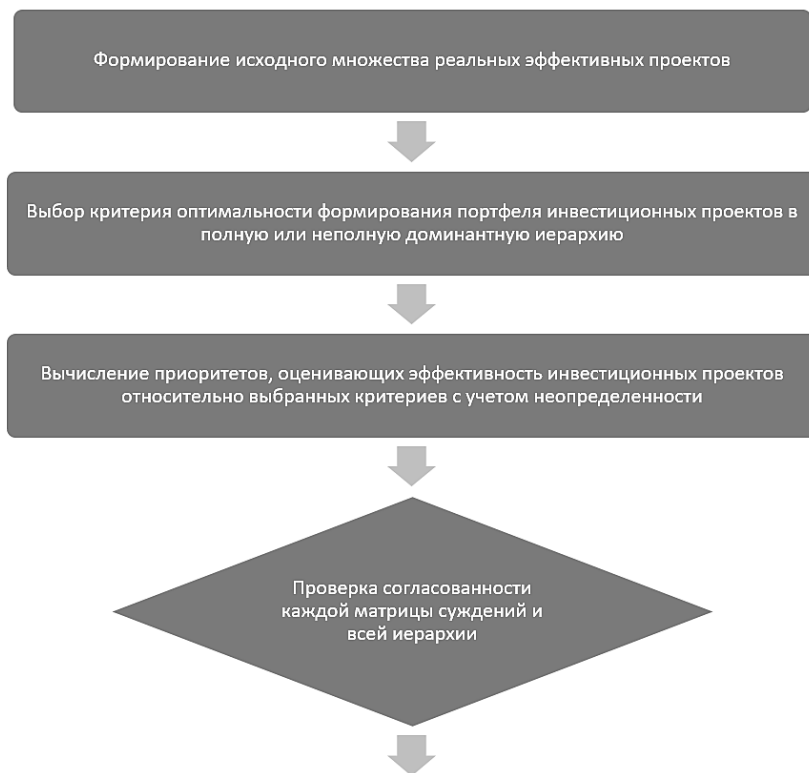 Формирование исходного множества реальных эффективных проектов
Выбор критерия оптимальности формирования портфеля инвестиционных проектов в
полную или неполную доминантную иерархию
Вычисление приоритетов, оценивающих эффективность инвестиционных проектов
относительно выбранных критериев с учетом неопределенности
Проверка согласованности
каждой матрицы суждений и
всей иерархии